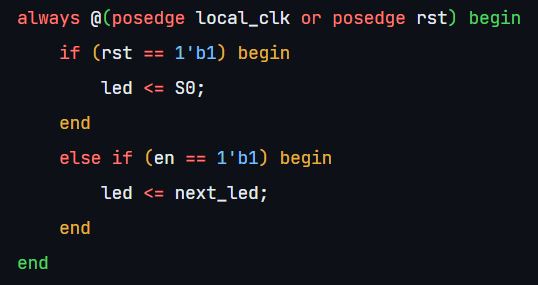 always @(posedge local_clk or posedge rst) begin
    if (rst == 1'b1) begin
        led <= S0;
    end
    else if (en == 1'b1) begin
        led <= next_led;
    end
end